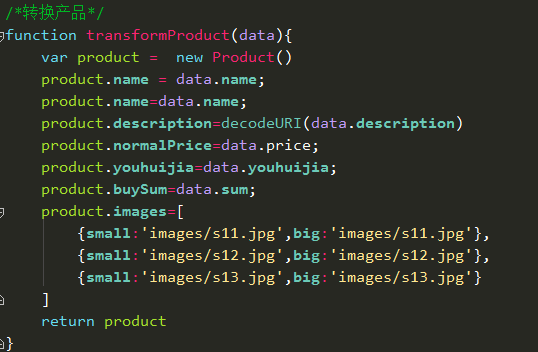 /*转换产品*/
function transformProduct(data){
    var product =  new Product()
    product.name = data.name;
    product.name=data.name;
    product.description=decodeURI(data.description)
    product.normalPrice=data.price;
    product.youhuijia=data.youhuijia;
    product.buySum=data.sum;
    product.images=[
        {small:'images/s11.jpg',big:'images/s11.jpg'},
        {small:'images/s12.jpg',big:'images/s12.jpg'},
        {small:'images/s13.jpg',big:'images/s13.jpg'}
    ]
    return product
}